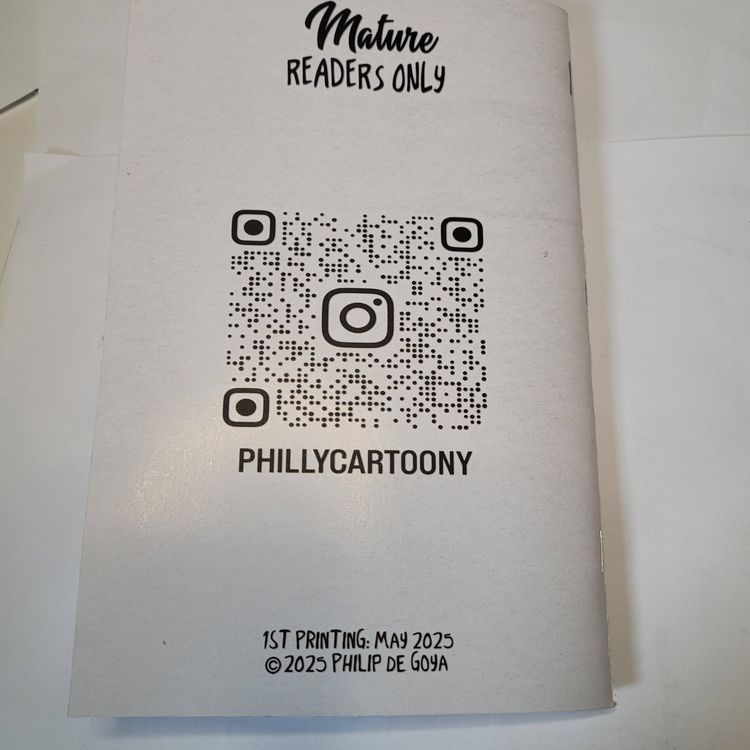 Mature
READERS ONLY
PHILLYCARTOONY
1ST PRINTING: MAY 2025
© 2025 PHILIP DE GOYA